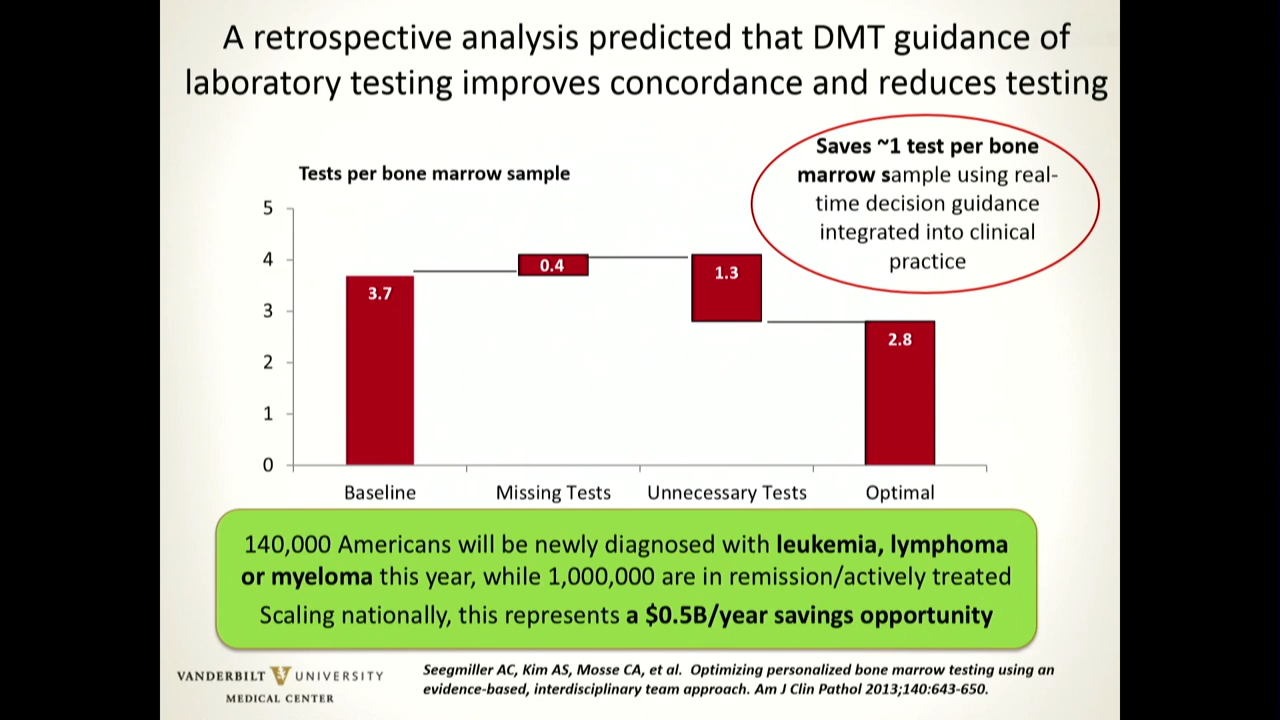 A retrospective analysis predicted that DMT guidance of
laboratory testing improves concordance and reduces testing
Saves ~1 test per bone
marrow sample using real-
time decision guidance
integrated into clinical
practice
Tests per bone marrow sample
5
4
3
2
1
0
3.7
0.4
1.3
2.8
Baseline
Missing Tests
Unnecessary Tests
Optimal
140,000 Americans will be newly diagnosed with leukemia, lymphoma
or myeloma this year, while 1,000,000 are in remission/actively treated
Scaling nationally, this represents a $0.5B/year savings opportunity
VANDERBILT V UNIVERSITY
MEDICAL CENTER
Seegmiller AC, Kim AS, Mosse CA, et al. Optimizing personalized bone marrow testing using an
evidence-based, interdisciplinary team approach. Am J Clin Pathol 2013;140:643-650.